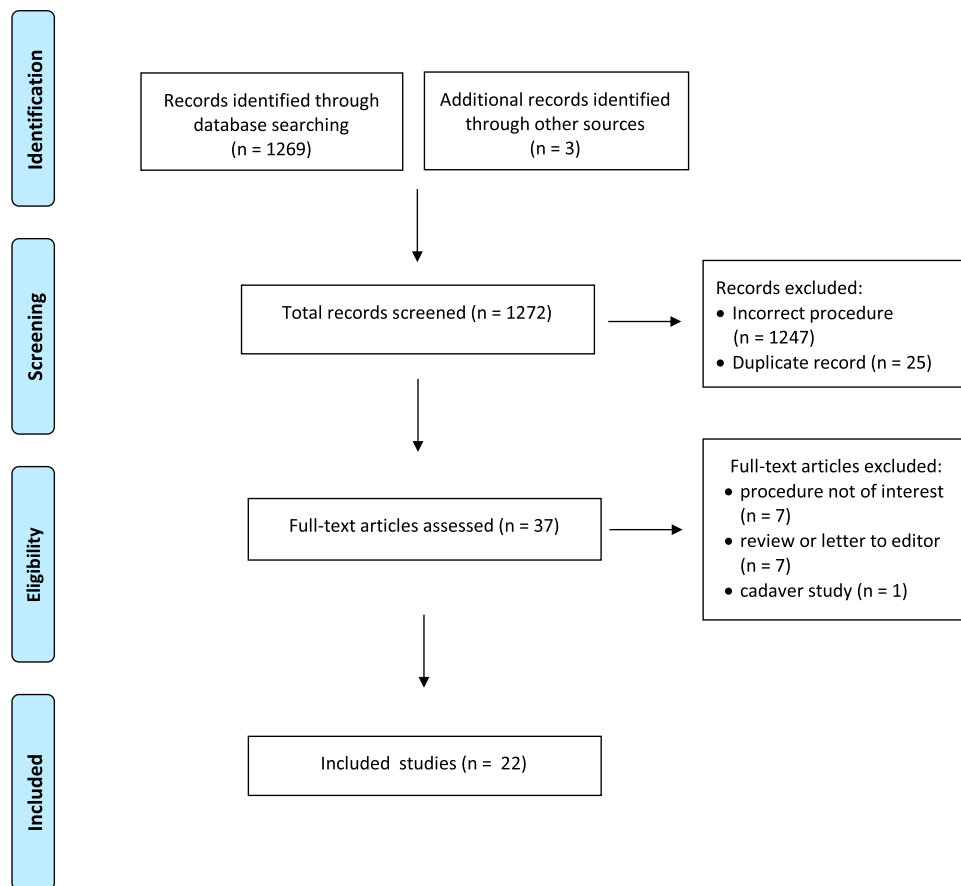 Identification
Records identified through
database searching
(n = 1269)
Additional records identified
through other sources
(n = 3)
Screening
Total records screened (n = 1272)
Records excluded:
• Incorrect procedure
(n = 1247)
• Duplicate record (n = 25)
Eligibility
Full-text articles assessed (n = 37)
Full-text articles excluded:
• procedure not of interest
(n = 7)
• review or letter to editor
(n = 7)
• cadaver study (n = 1)
Included
Included studies (n = 22)